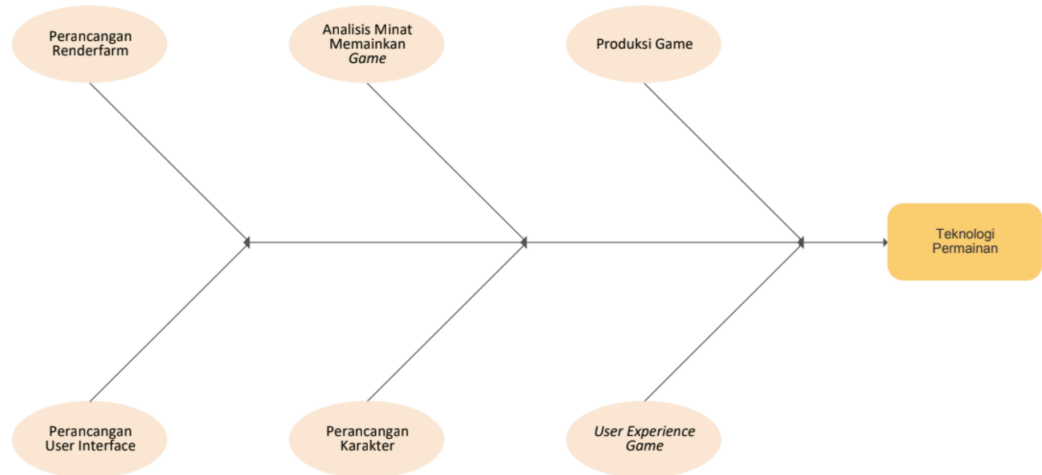 Perancangan
Renderfarm
Analisis Minat
Memainkan
Game
Produksi Game
Teknologi
Permainan
Perancangan
User Interface
Perancangan
Karakter
User Experience
Game